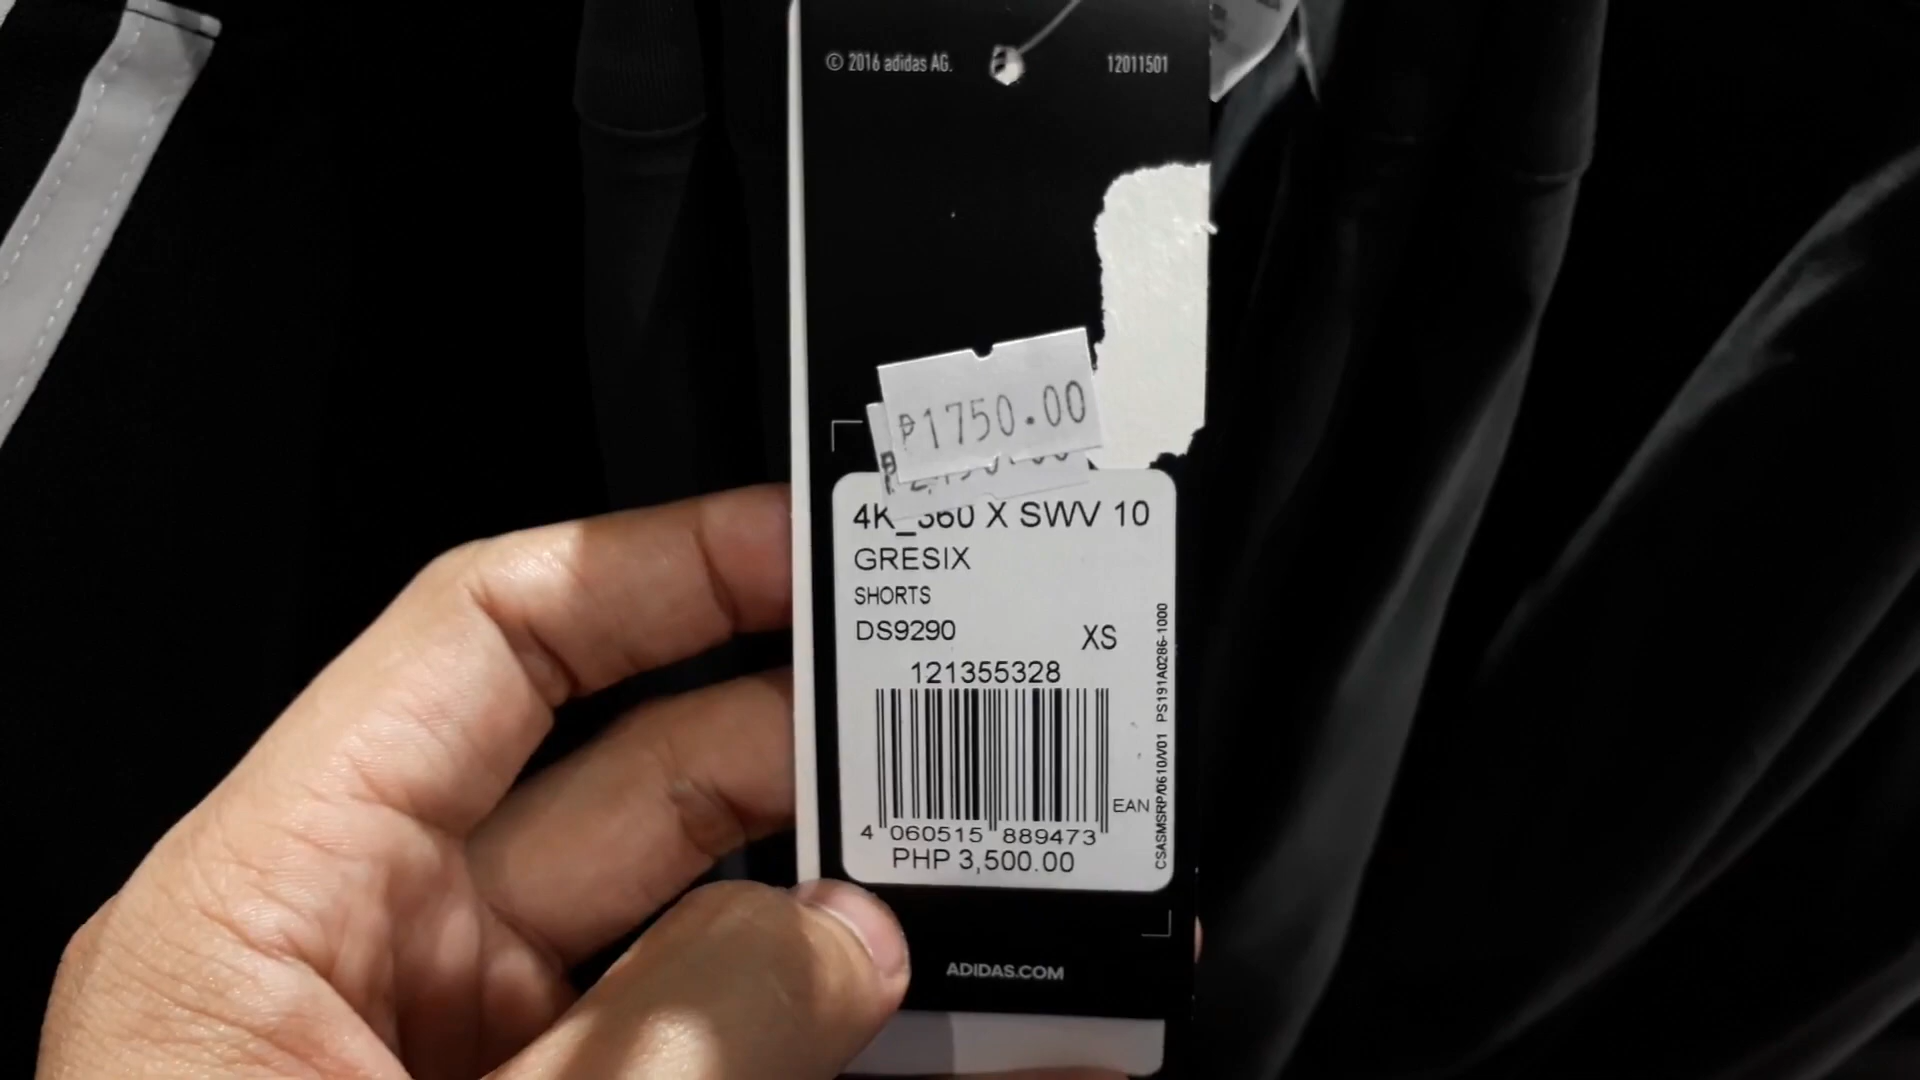 © 2016 adidas AG.
12011501
₱1750.00
4K_360 X SWV 10
GRESIX
SHORTS
DS9290
XS
121355328
EAN
4 060515 889473
PHP 3,500.00
CSASMSRP/0610/V01 PS191A0286-1000
ADIDAS.COM